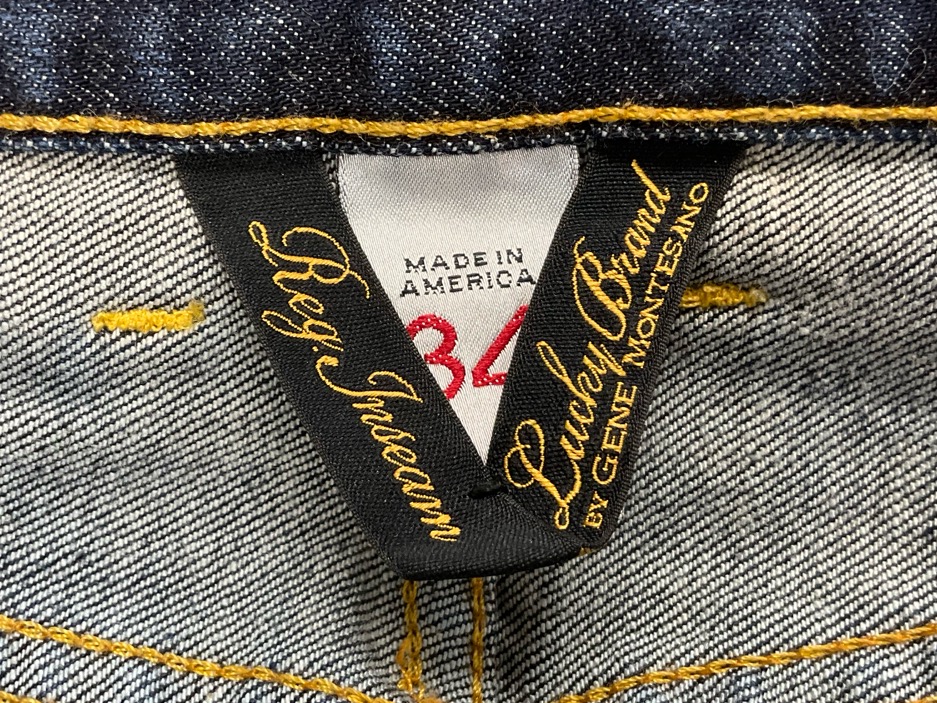 Reg. Inseam
MADE IN
AMERICA
34
Lucky Brand
BY GENE MONTESANO